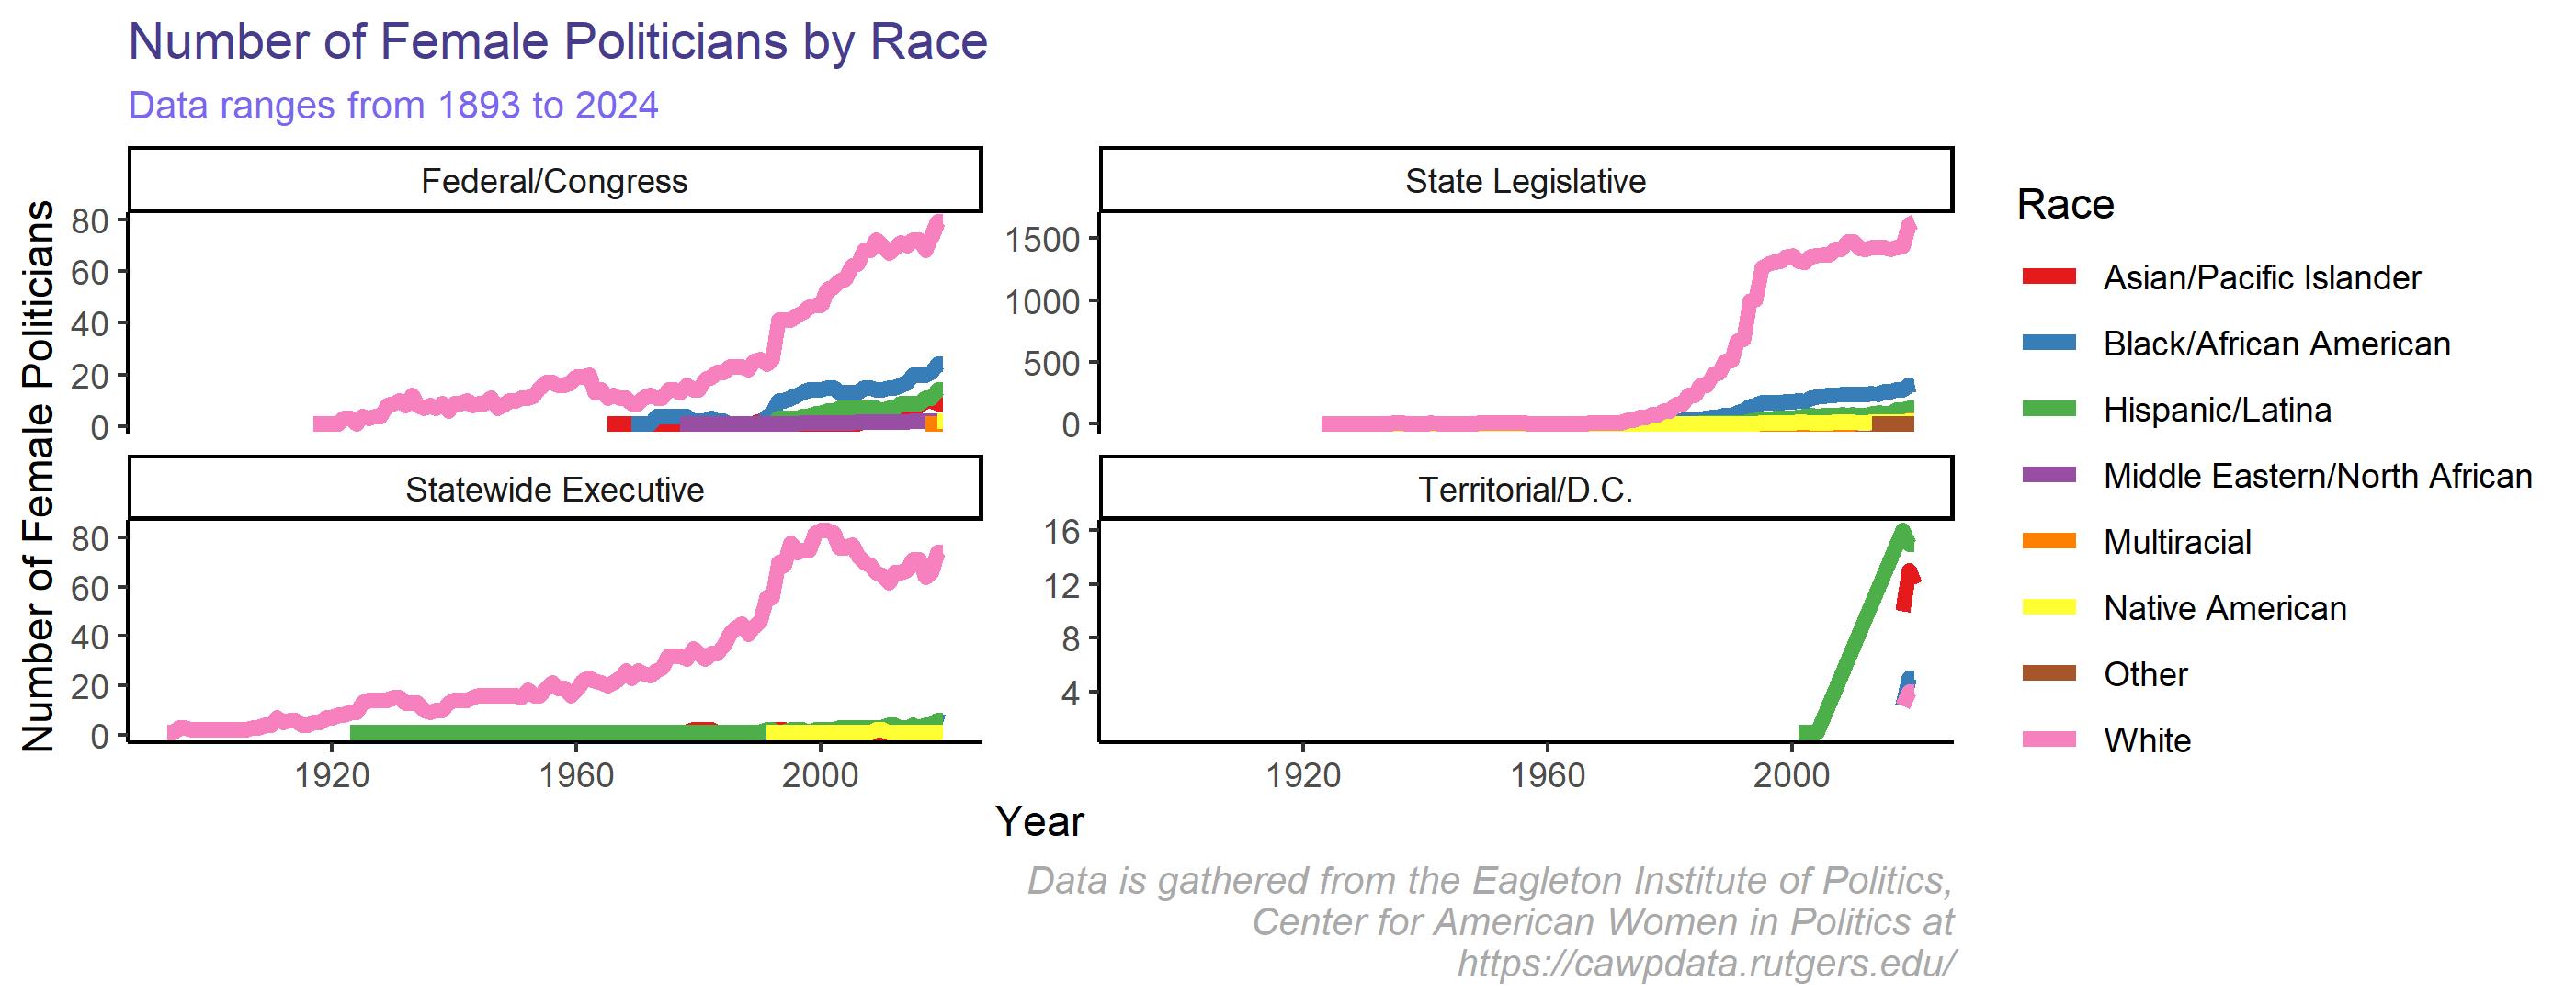 Number of Female Politicians by Race
Data ranges from 1893 to 2024
Number of Female Politicians
Federal/Congress
80
60
40
20
0
State Legislative
1500
1000
500
0
Statewide Executive
80
60
40
20
0
1920
1960
2000
Territorial/D.C.
16
12
8
4
1920
1960
2000
Year
Race
Asian/Pacific Islander
Black/African American
Hispanic/Latina
Middle Eastern/North African
Multiracial
Native American
Other
White
Data is gathered from the Eagleton Institute of Politics,
Center for American Women in Politics at
https://cawpdata.rutgers.edu/